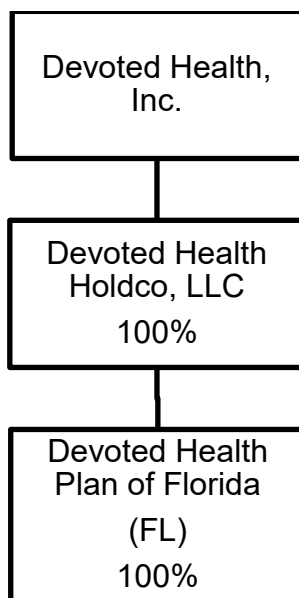 Devoted Health,
Inc.
Devoted Health
Holdco, LLC
100%
Devoted Health
Plan of Florida
(FL)
100%